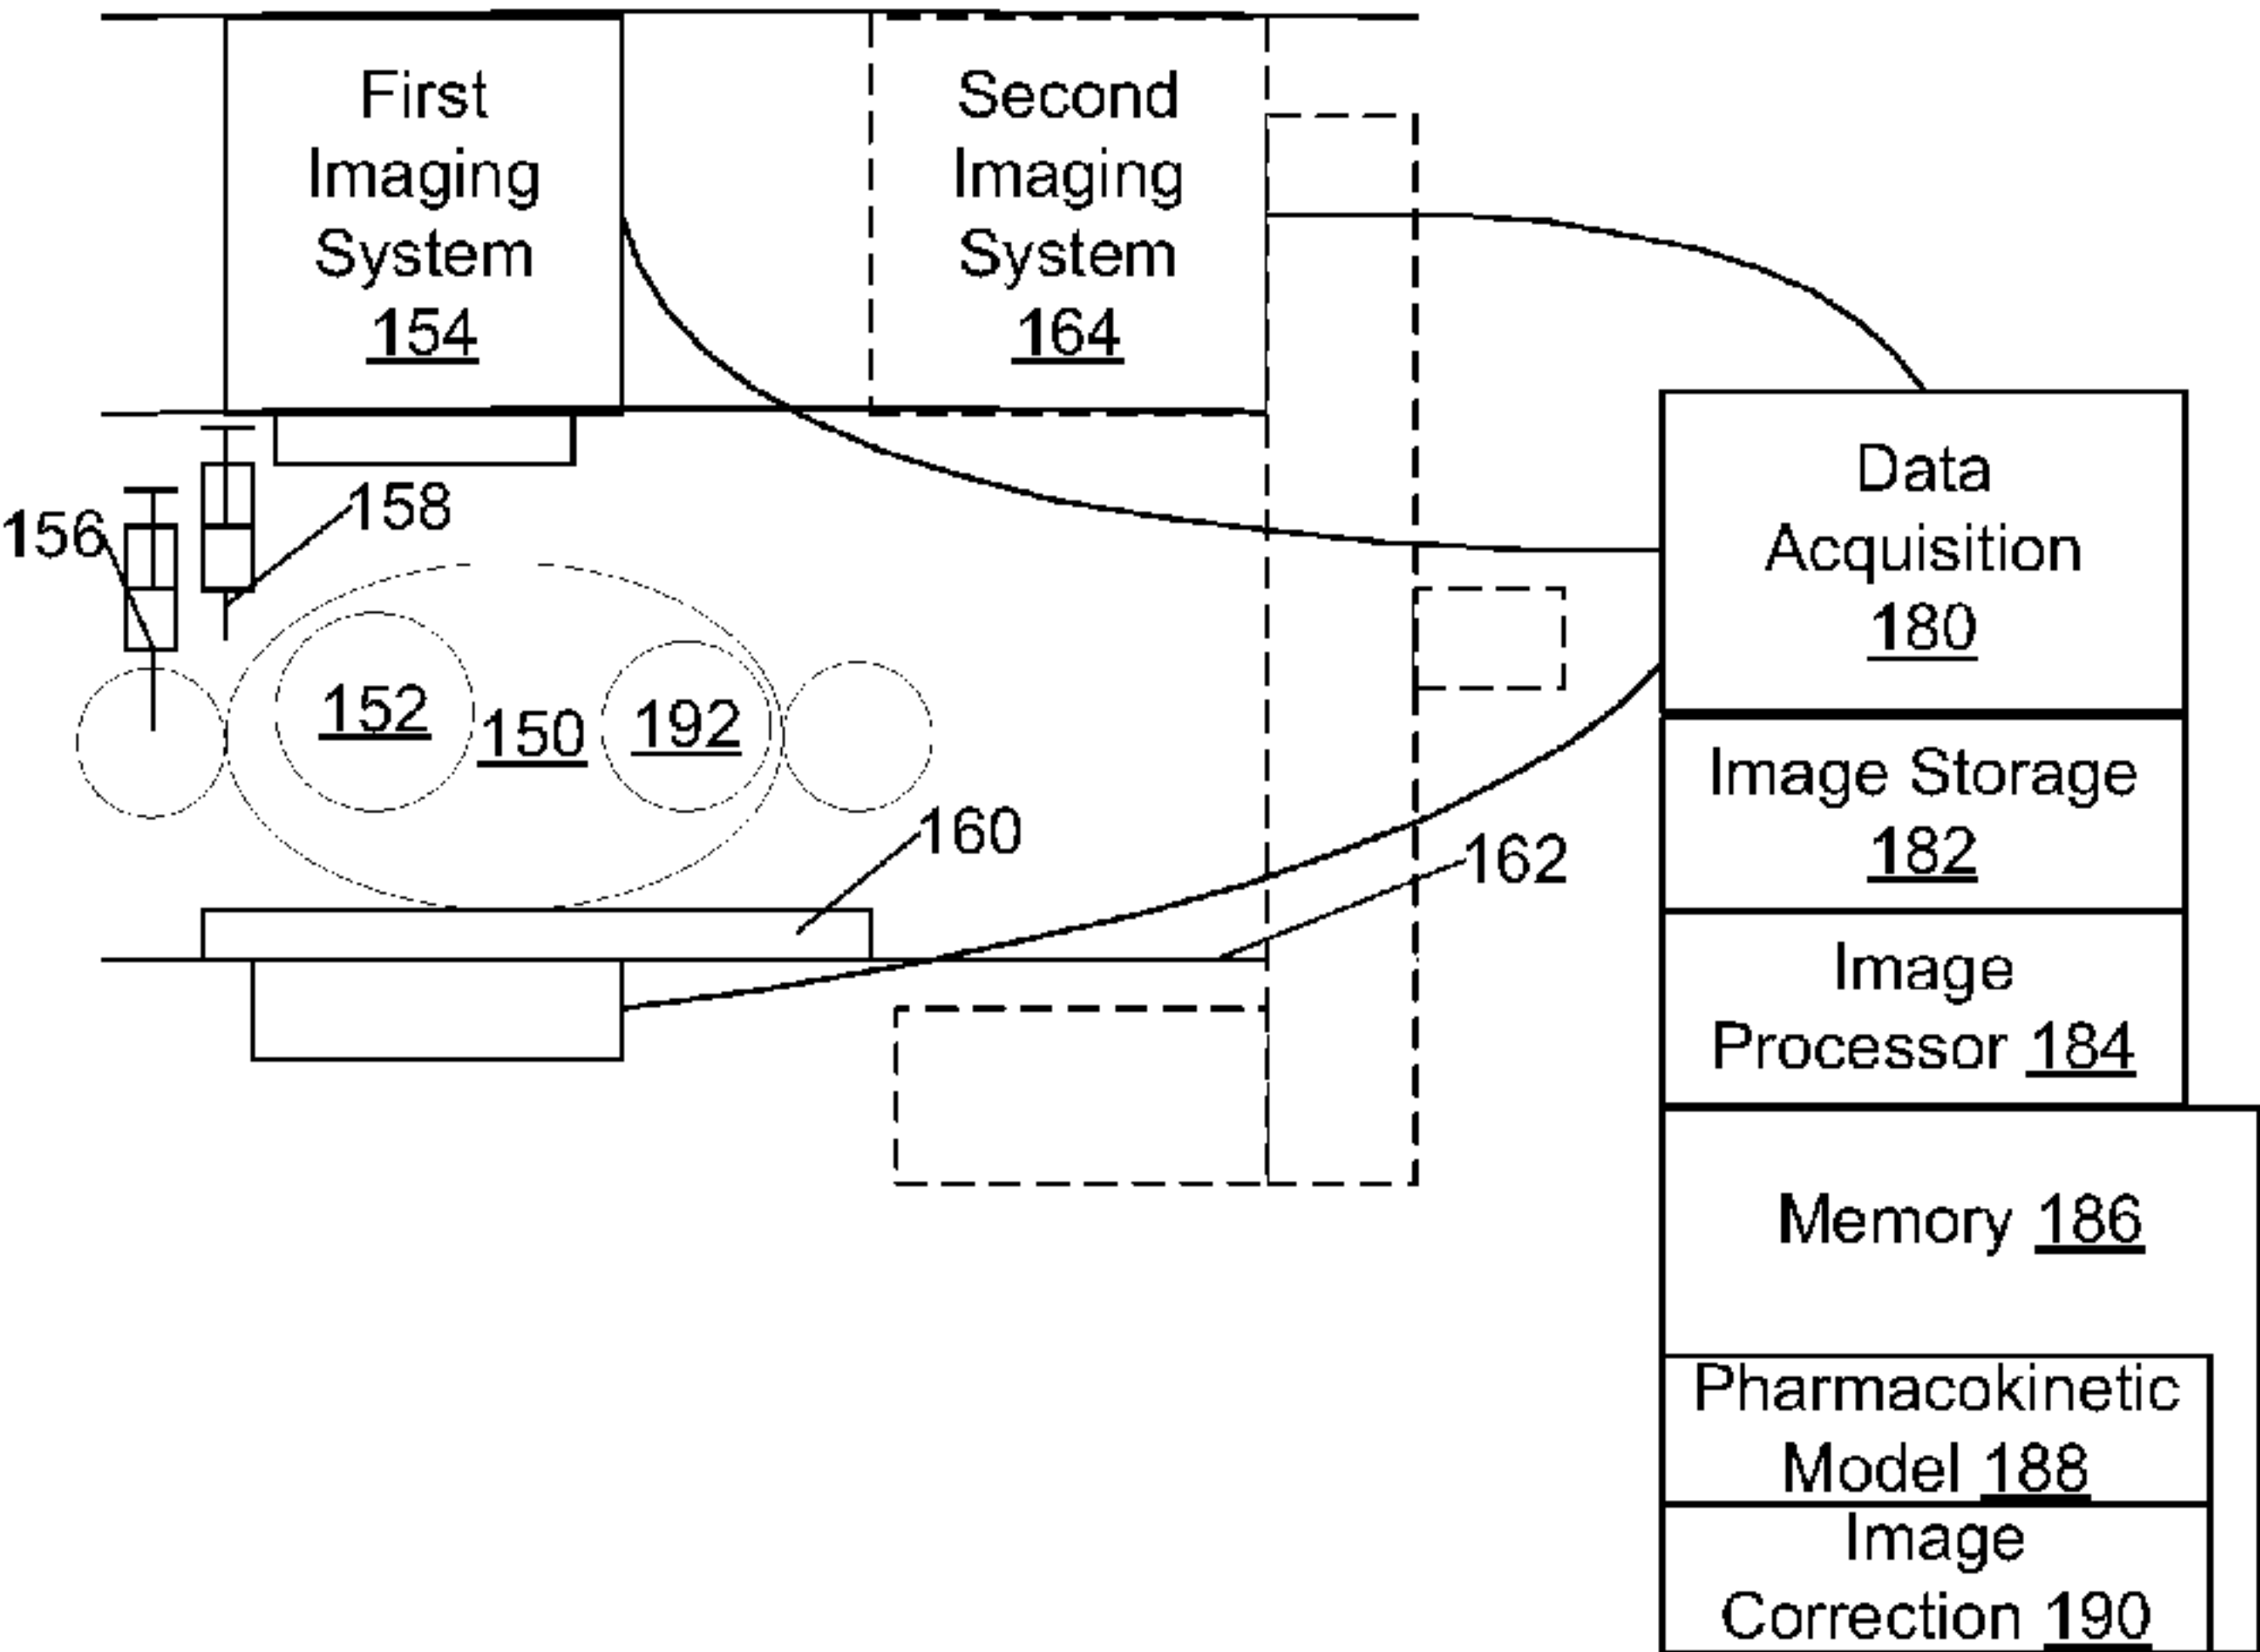 First
Imaging
System
154
Second
Imaging
System
164
156
158
152
150
192
160
162
Data
Acquisition
180
Image Storage
182
Image
Processor 184
Memory 186
Pharmacokinetic
Model 188
Image
Correction 190